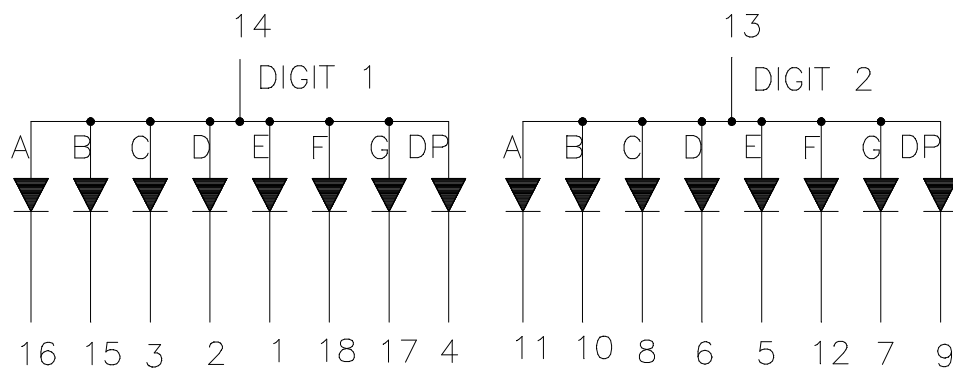 14 13
DIGIT 1 DIGIT 2
A B C D E F G DP A B C D E F G DP
16 15 3 2 1 18 17 4 11 10 8 6 5 12 7 9